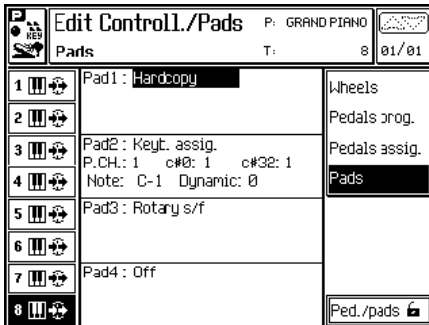 P
KEY
Edit Controll./Pads
P: GRAND PIANO
Pads
T: 8
01/01
1
2
3
4
5
6
7
8
Pad1 : Hardcopy
Pad2 : Keyt. assig.
P.CH.: 1 c#0: 1 c#32: 1
Note: C-1 Dynamic: 0
Pad3 : Rotary s/f
Pad4 : Off
Wheels
Pedals prog.
Pedals assig.
Pads
Ped./pads